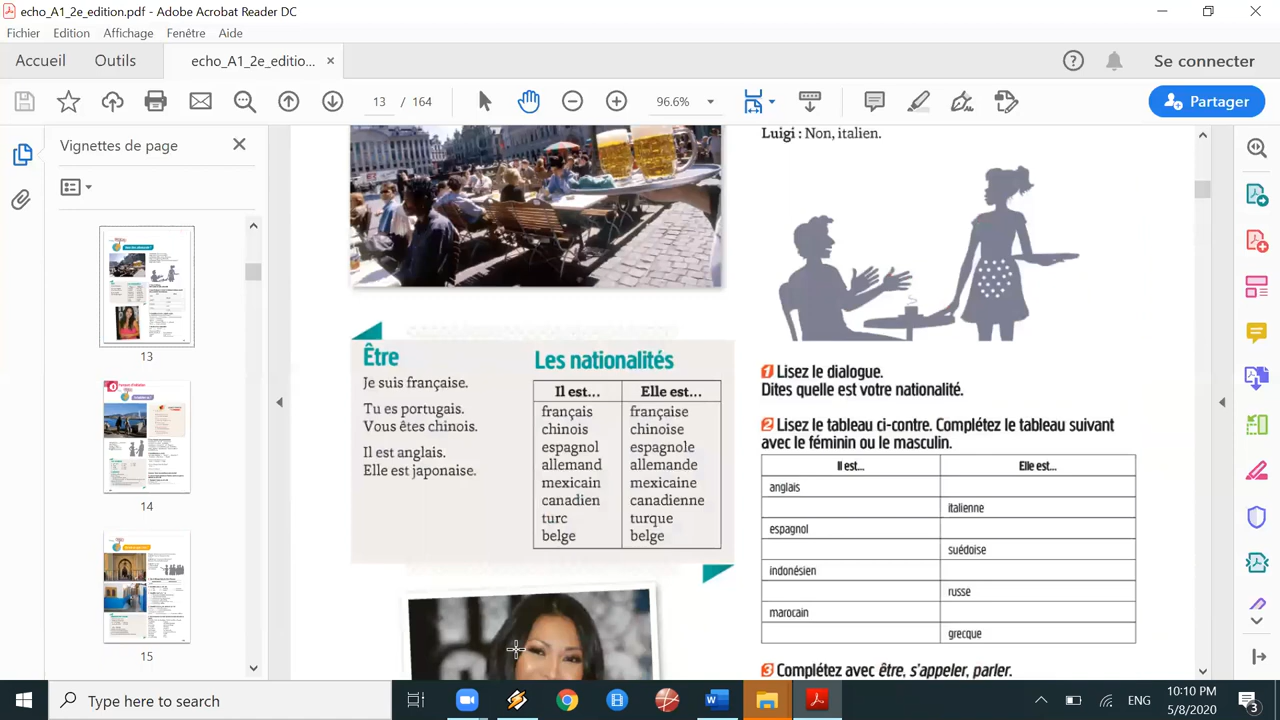 echo_A1_2e_edition.pdf - Adobe Acrobat Reader DC
Fichier Edition Affichage Fenêtre Aide
Accueil Outils echo_A1_2e_editio... × Se connecter
13 / 164 96.6% Partager
Vignettes de page
13
14
15
Être
Je suis française.
Tu es portugais.
Vous êtes chinois.
Il est anglais.
Elle est japonaise.
Les nationalités
Il est... Elle est...
français française
chinois chinoise
espagnol espagnole
allemand allemande
mexicain mexicaine
canadien canadienne
turc turque
belge belge
Luigi : Non, italien.
1 Lisez le dialogue.
Dites quelle est votre nationalité.
2 Lisez le tableau ci-contre. Complétez le tableau suivant
avec le féminin ou le masculin.
Il est... Elle est...
anglais
italienne
espagnol
suédoise
indonésien
russe
marocain
grecque
3 Complétez avec être, s'appeler, parler.
Type here to search
ENG
10:10 PM
5/8/2020
3